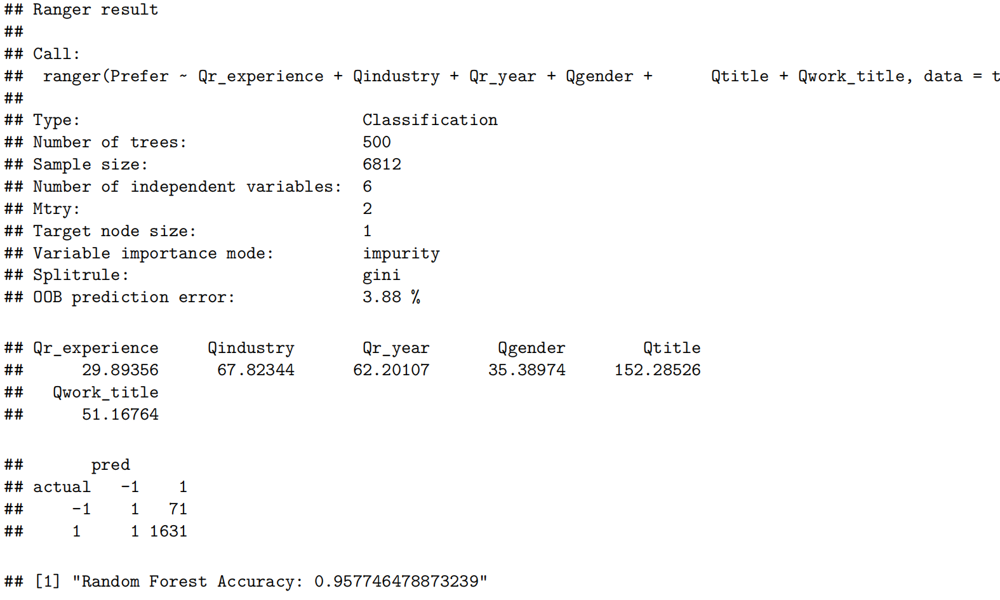 ## Ranger result
##
## Call:
##  ranger(Prefer ~ Qr_experience + Qindustry + Qr_year + Qgender +      Qtitle + Qwork_title, data = t
##
## Type:                             Classification
## Number of trees:                  500
## Sample size:                      6812
## Number of independent variables:  6
## Mtry:                             2
## Target node size:                 1
## Variable importance mode:         impurity
## Splitrule:                        gini
## OOB prediction error:             3.88 %
## Qr_experience     Qindustry       Qr_year       Qgender        Qtitle
##      29.89356      67.82344      62.20107      35.38974     152.28526
##   Qwork_title
##      51.16764
##       pred
## actual   -1    1
##     -1    1   71
##     1     1 1631
## [1] "Random Forest Accuracy: 0.957746478873239"